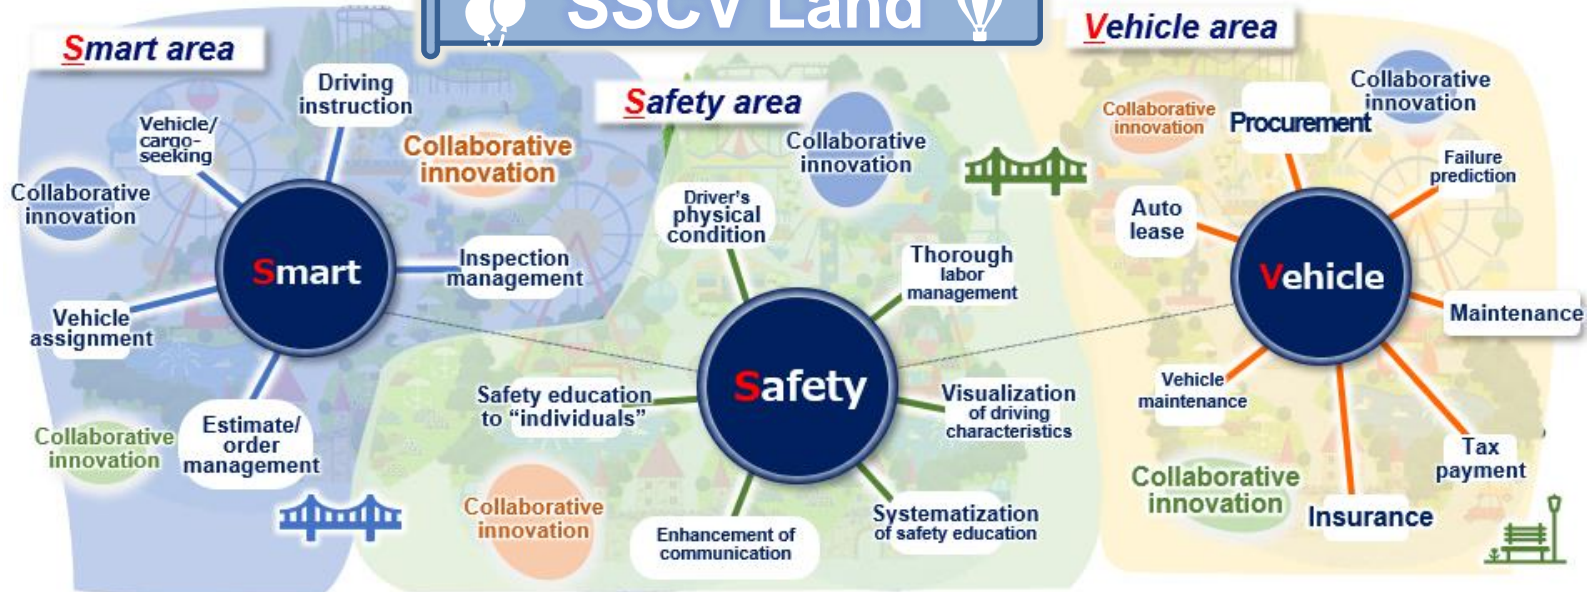 SSCV Land
Smart area
Driving
instruction
Vehicle/
cargo-
seeking
Collaborative
innovation
Collaborative
innovation
Smart
Inspection
management
Vehicle
assignment
Estimate/
order
management
Collaborative
innovation
Safety area
Collaborative
innovation
Driver's
physical
condition
Thorough
labor
management
Safety
Safety education
to “individuals”
Visualization
of driving
characteristics
Collaborative
innovation
Enhancement of
communication
Systematization
of safety education
Vehicle area
Collaborative
innovation
Procurement
Collaborative
innovation
Failure
prediction
Auto
lease
Vehicle
Maintenance
Vehicle
maintenance
Tax
payment
Collaborative
innovation
Insurance